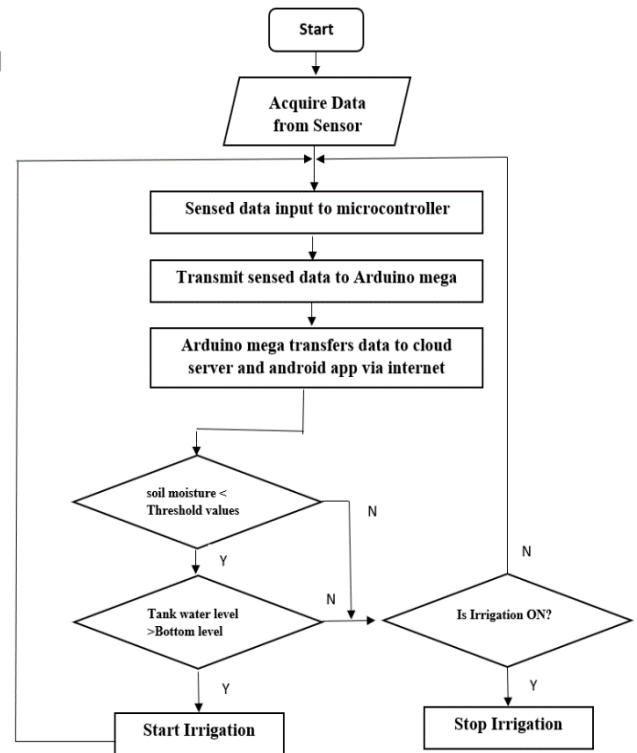 Start
Acquire Data
from Sensor
Sensed data input to microcontroller
Transmit sensed data to Arduino mega
Arduino mega transfers data to cloud
server and android app via internet
soil moisture <
Threshold values
N
Y
Tank water level
>Bottom level
N
Is Irrigation ON?
N
Y
Y
Start Irrigation
Stop Irrigation